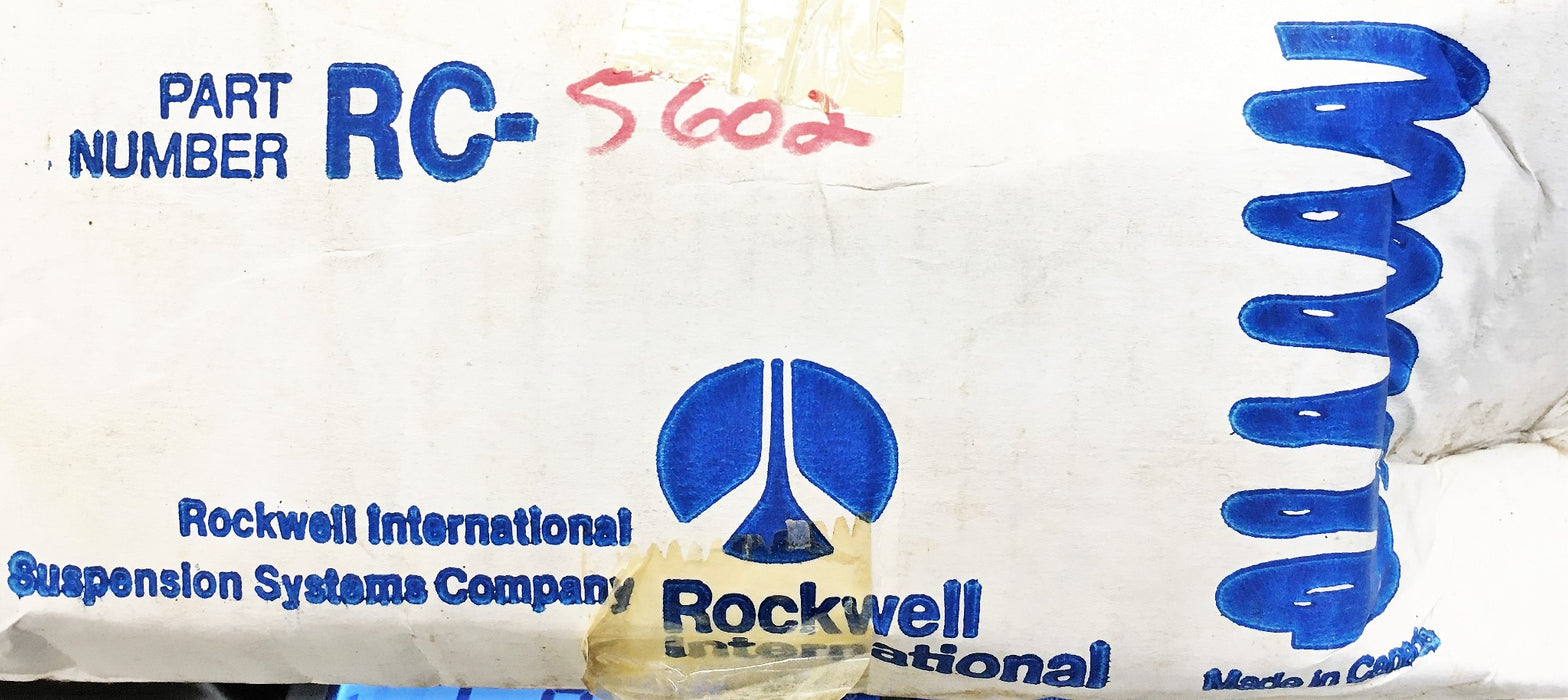 PART
NUMBER RC- 5602
Rockwell International
Suspension Systems Company
Rockwell
International
Made in Canada